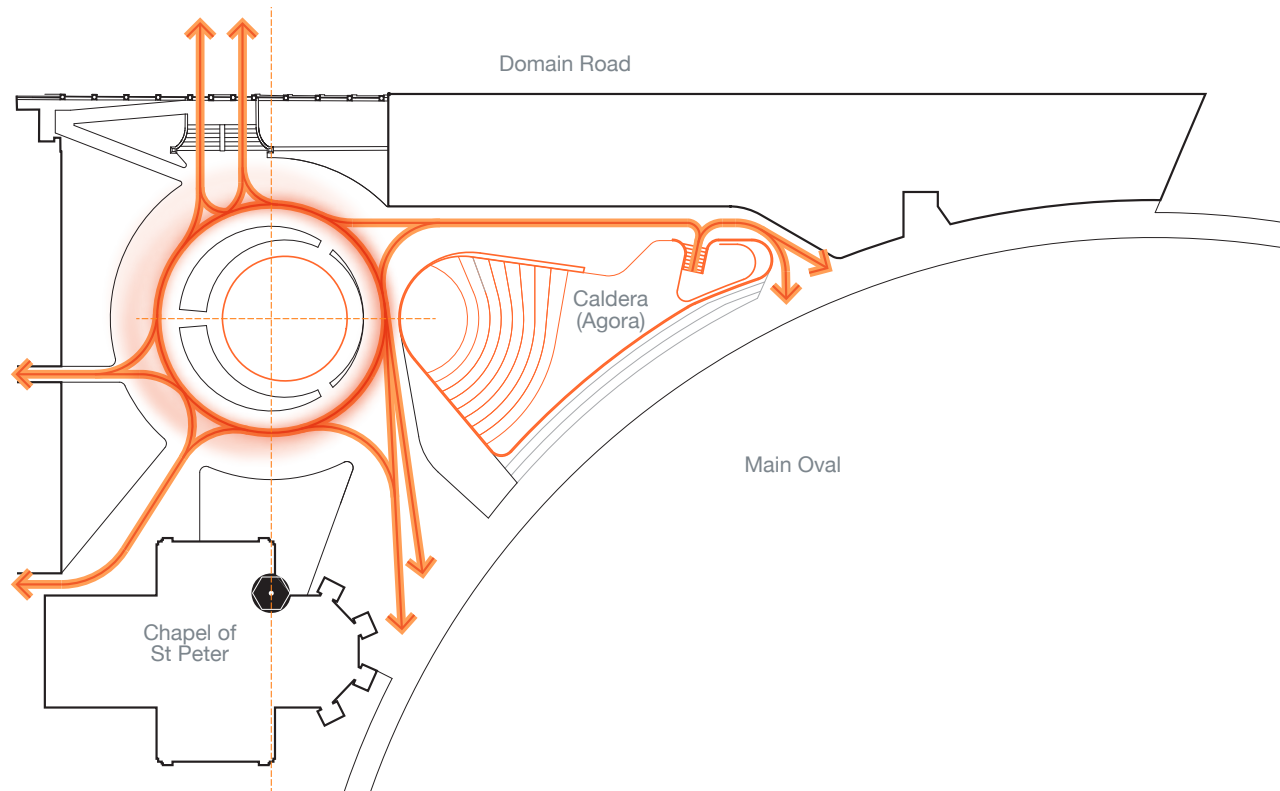 Domain Road
Caldera
(Agora)
Main Oval
Chapel of
St Peter